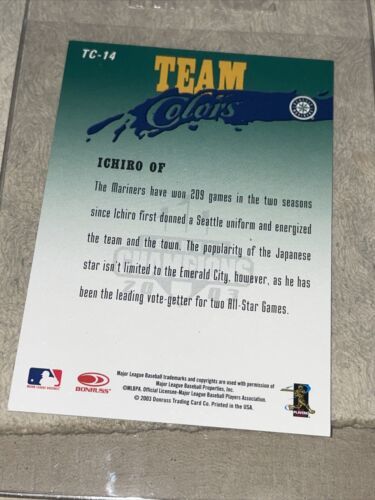 TC-14
TEAM
Colors
ICHIRO OF
The Mariners have won 209 games in the two seasons
since Ichiro first donned a Seattle uniform and energized
the team and the town. The popularity of the Japanese
star isn't limited to the Emerald City, however, as he has
been the leading vote-getter for two All-Star Games.
CHAMPIONS
2003
Major League Baseball trademarks and copyrights are used with permission of
Major League Baseball Properties, Inc.
©MLBPA. Official Licensee-Major League Baseball Players Association.
© 2003 Donruss Trading Card Co. Printed in the USA.
DONRUSS
PLAYERS